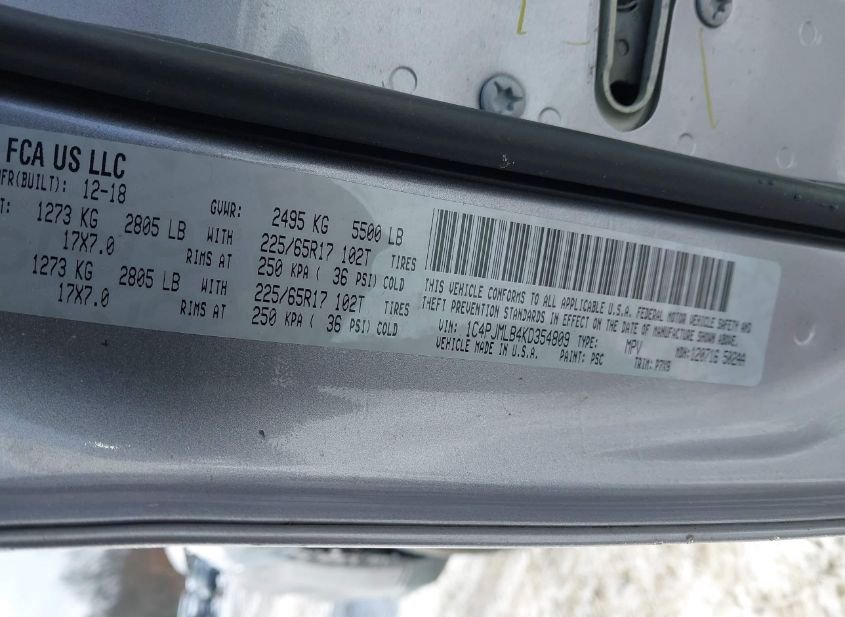 FCA US LLC
MFR(BUILT): 12-18 GVWR: 2495 KG 5500 LB
1273 KG 2805 LB WITH 225/65R17 102T TIRES
17X7.0 RIMS AT 250 KPA ( 36 PSI) COLD
1273 KG 2805 LB WITH 225/65R17 102T TIRES
17X7.0 RIMS AT 250 KPA ( 36 PSI) COLD
THIS VEHICLE CONFORMS TO ALL APPLICABLE U.S.A. FEDERAL MOTOR VEHICLE SAFETY AND
THEFT PREVENTION STANDARDS IN EFFECT ON THE DATE OF MANUFACTURE SHOWN ABOVE.
VIN: 1C4PJMLB4KD354809 TYPE: MPV MDH:120716 502AA
VEHICLE MADE IN U.S.A. PAINT: PSC TRIM: